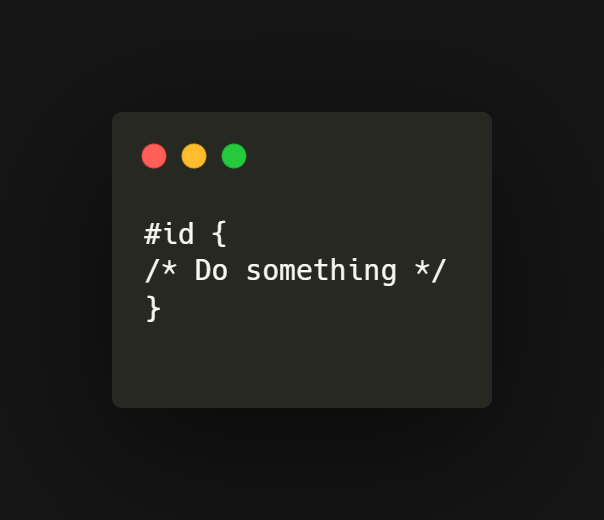 #id {
/* Do something */
}